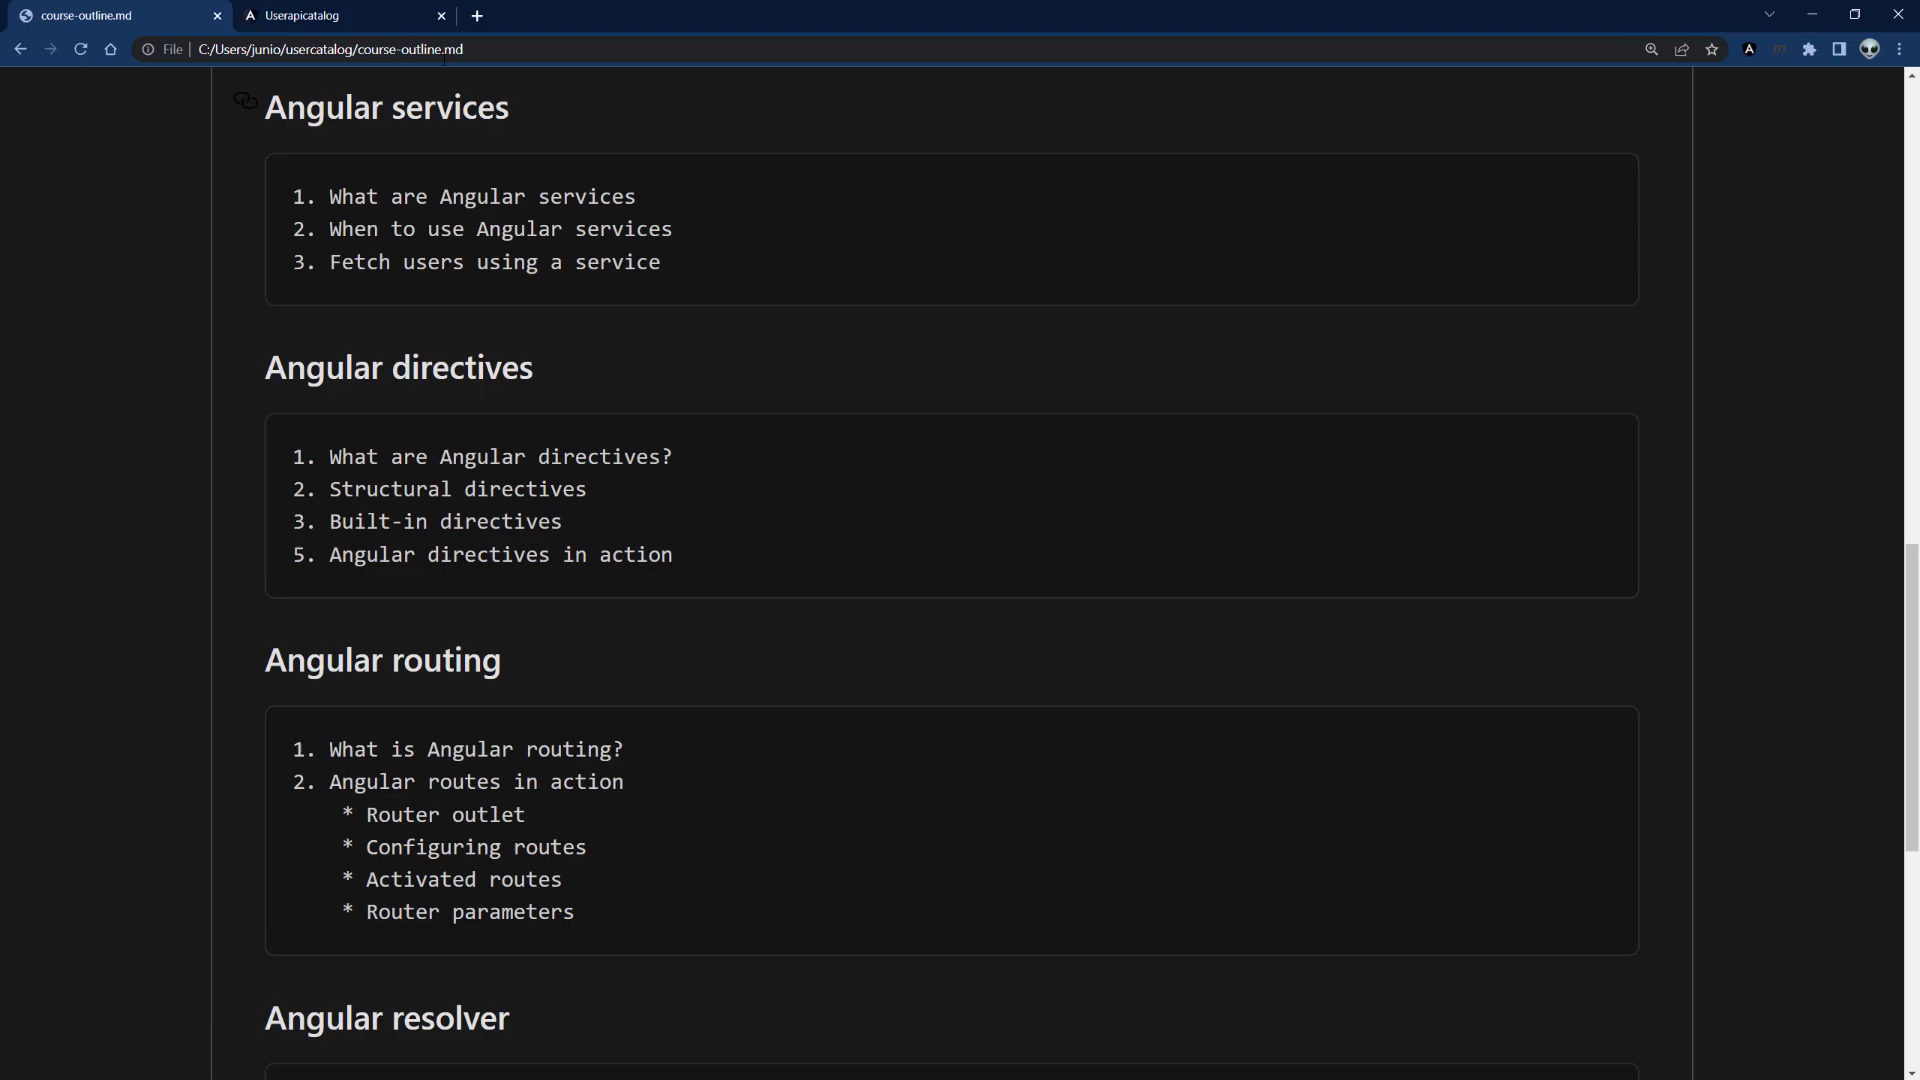 course-outline.md
Userapicatalog
File
C:/Users/junio/usercatalog/course-outline.md
Angular services
1. What are Angular services
2. When to use Angular services
3. Fetch users using a service
Angular directives
1. What are Angular directives?
2. Structural directives
3. Built-in directives
5. Angular directives in action
Angular routing
1. What is Angular routing?
2. Angular routes in action
* Router outlet
* Configuring routes
* Activated routes
* Router parameters
Angular resolver